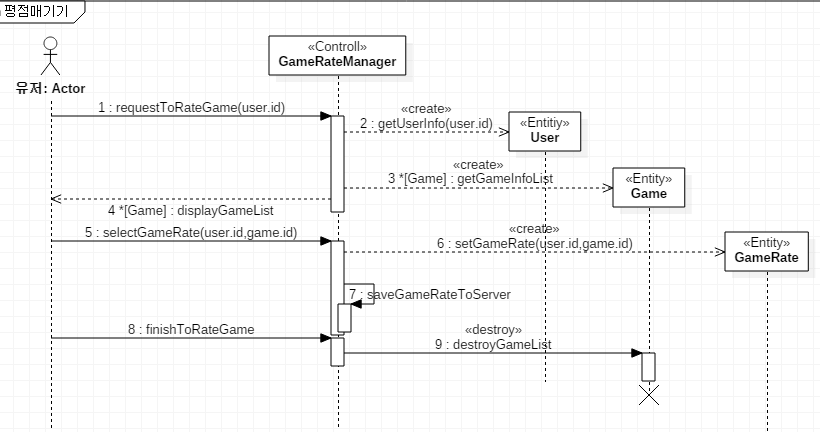 평점매기기
«Controll»
GameRateManager
유저: Actor
1 : requestToRateGame(user.id)
«create»
2 : getUserInfo(user.id)
«Entitiy»
User
«create»
3 *[Game] : getGameInfoList
«Entity»
Game
4 *[Game] : displayGameList
5 : selectGameRate(user.id,game.id)
«create»
6 : setGameRate(user.id,game.id)
«Entity»
GameRate
7 : saveGameRateToServer
8 : finishToRateGame
«destroy»
9 : destroyGameList